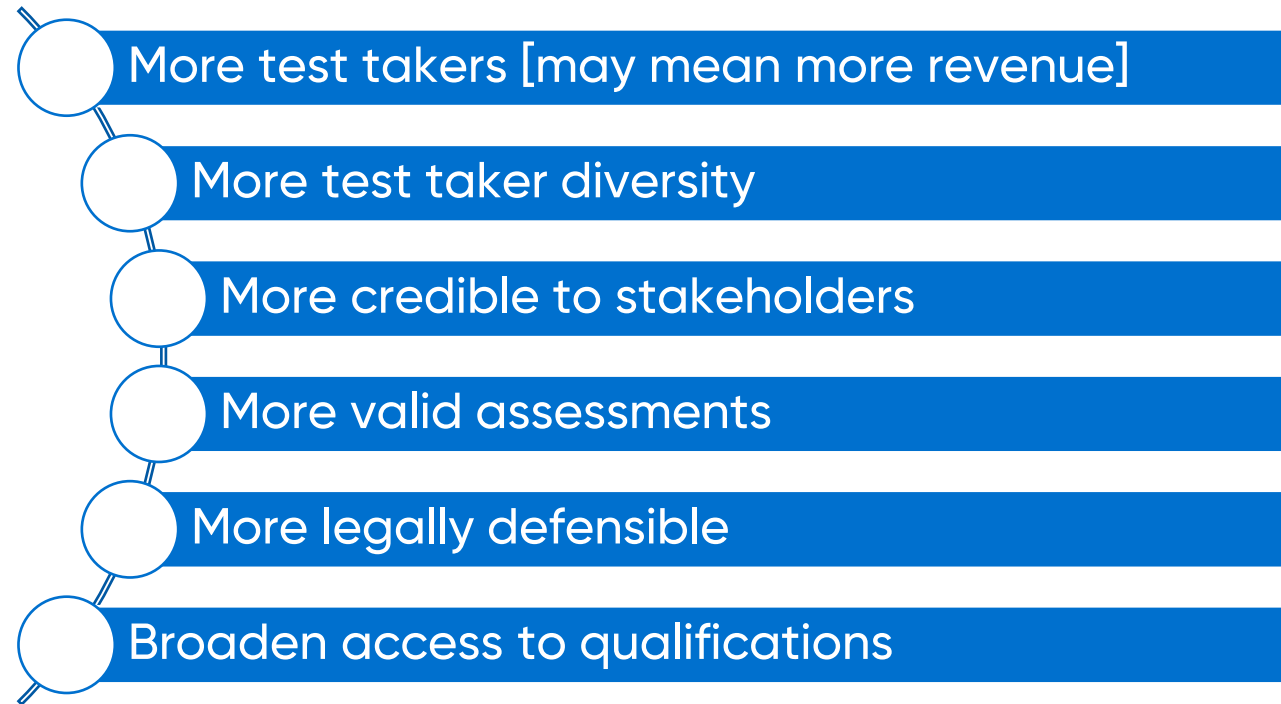 More test takers [may mean more revenue]
More test taker diversity
More credible to stakeholders
More valid assessments
More legally defensible
Broaden access to qualifications